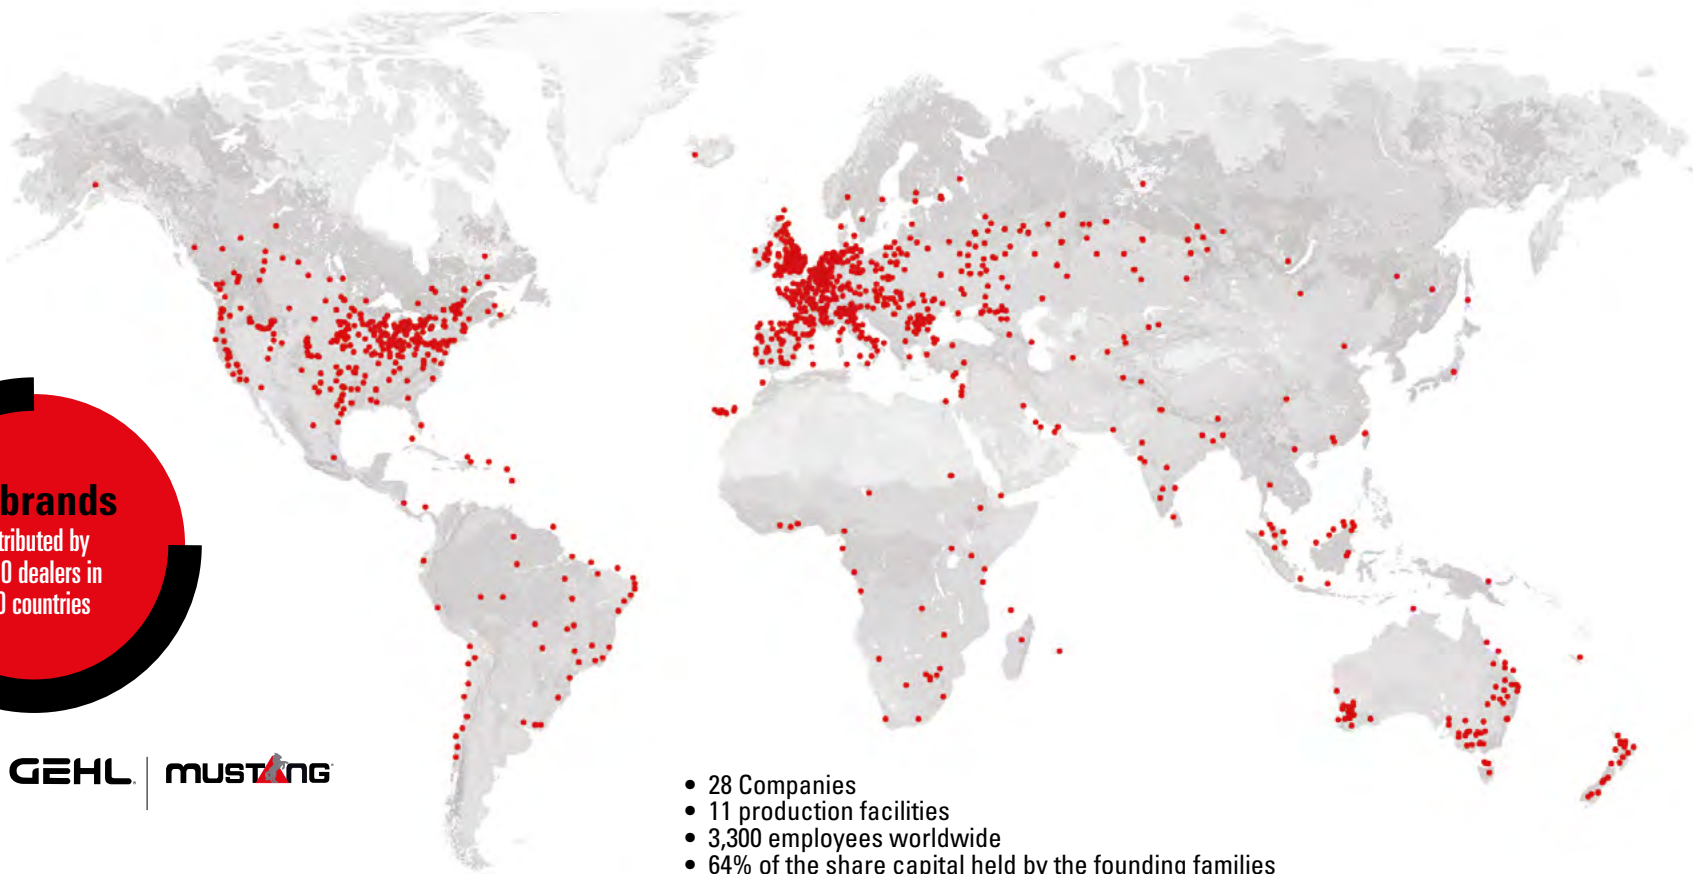 brands
tributed by
0 dealers in
0 countries
GEHL
MUSTANG
• 28 Companies
• 11 production facilities
• 3,300 employees worldwide
• 64% of the share capital held by the founding families